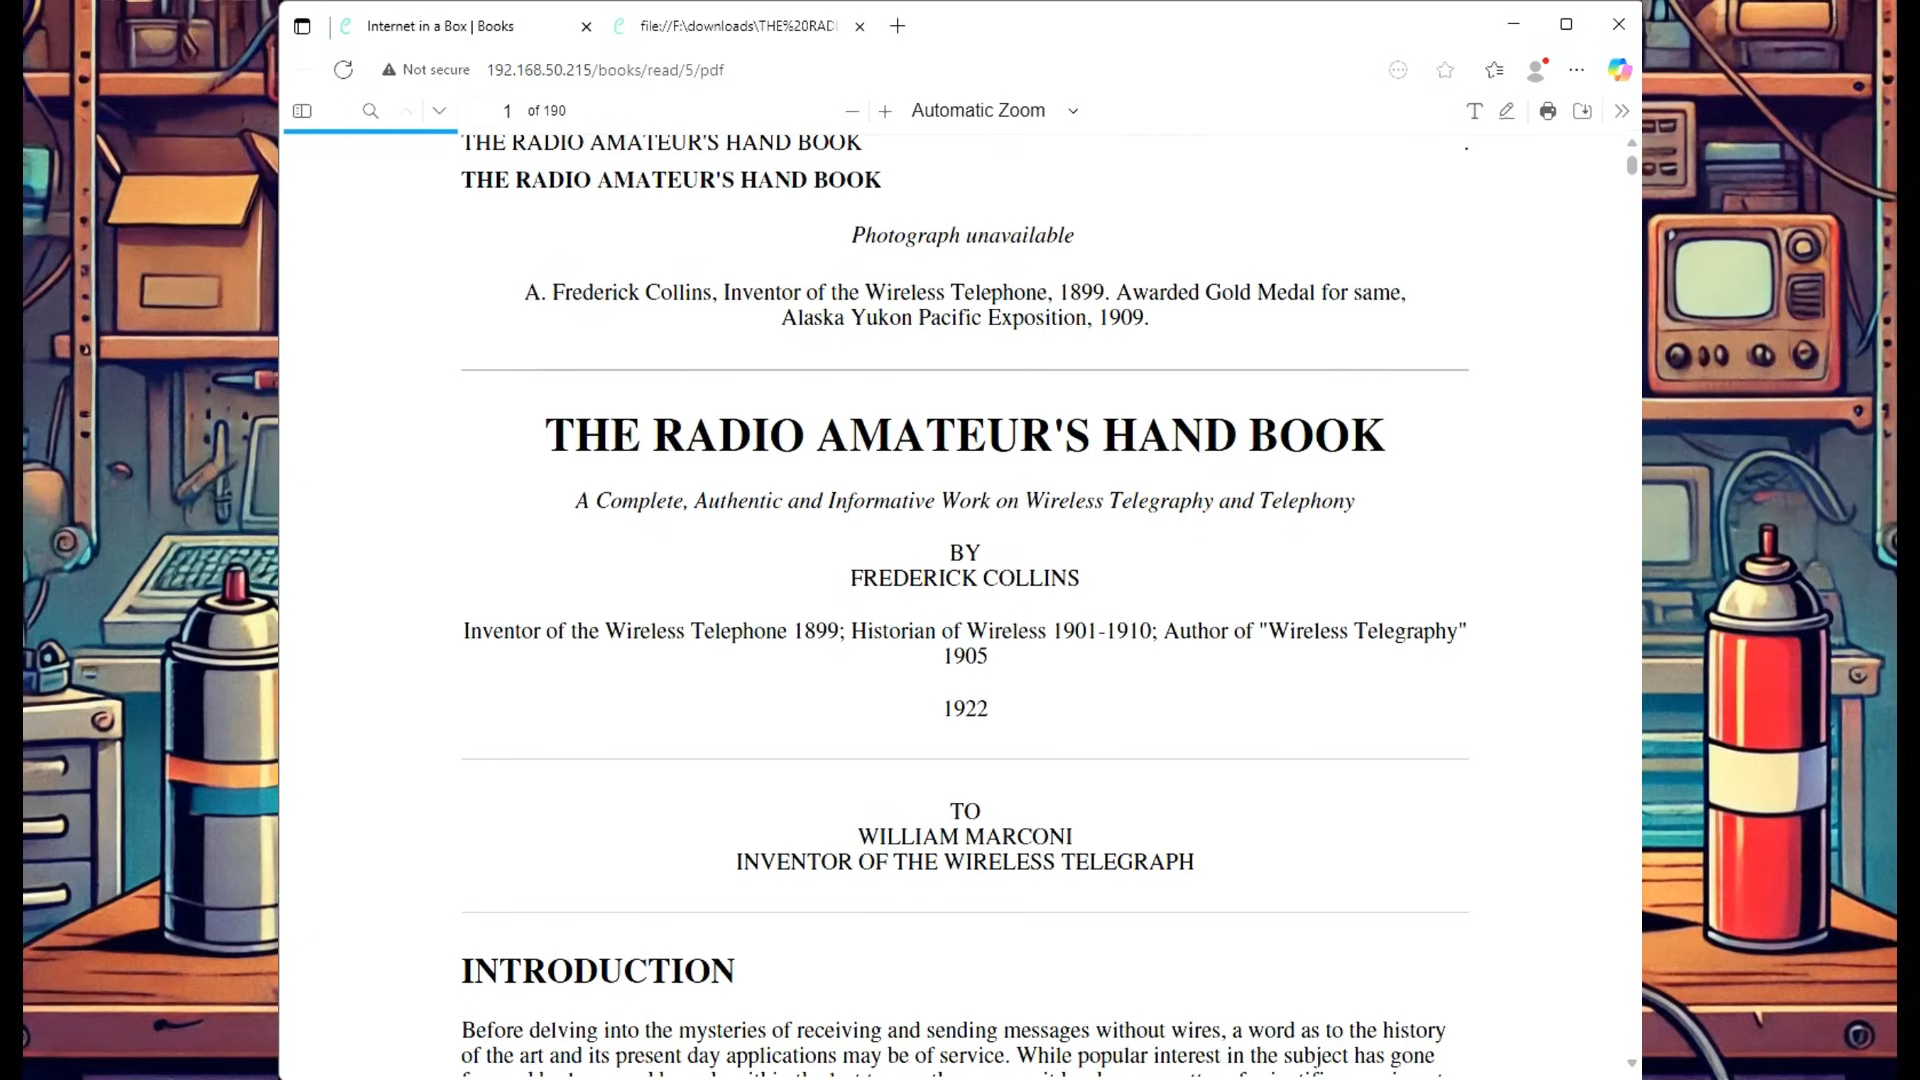 Internet in a Box | Books
file://F:\downloads\THE%20RADI
Not secure 192.168.50.215/books/read/5/pdf
1 of 190
Automatic Zoom
THE RADIO AMATEUR'S HAND BOOK .
THE RADIO AMATEUR'S HAND BOOK
Photograph unavailable
A. Frederick Collins, Inventor of the Wireless Telephone, 1899. Awarded Gold Medal for same,
Alaska Yukon Pacific Exposition, 1909.
THE RADIO AMATEUR'S HAND BOOK
A Complete, Authentic and Informative Work on Wireless Telegraphy and Telephony
BY
FREDERICK COLLINS
Inventor of the Wireless Telephone 1899; Historian of Wireless 1901-1910; Author of "Wireless Telegraphy"
1905
1922
TO
WILLIAM MARCONI
INVENTOR OF THE WIRELESS TELEGRAPH
INTRODUCTION
Before delving into the mysteries of receiving and sending messages without wires, a word as to the history
of the art and its present day applications may be of service. While popular interest in the subject has gone